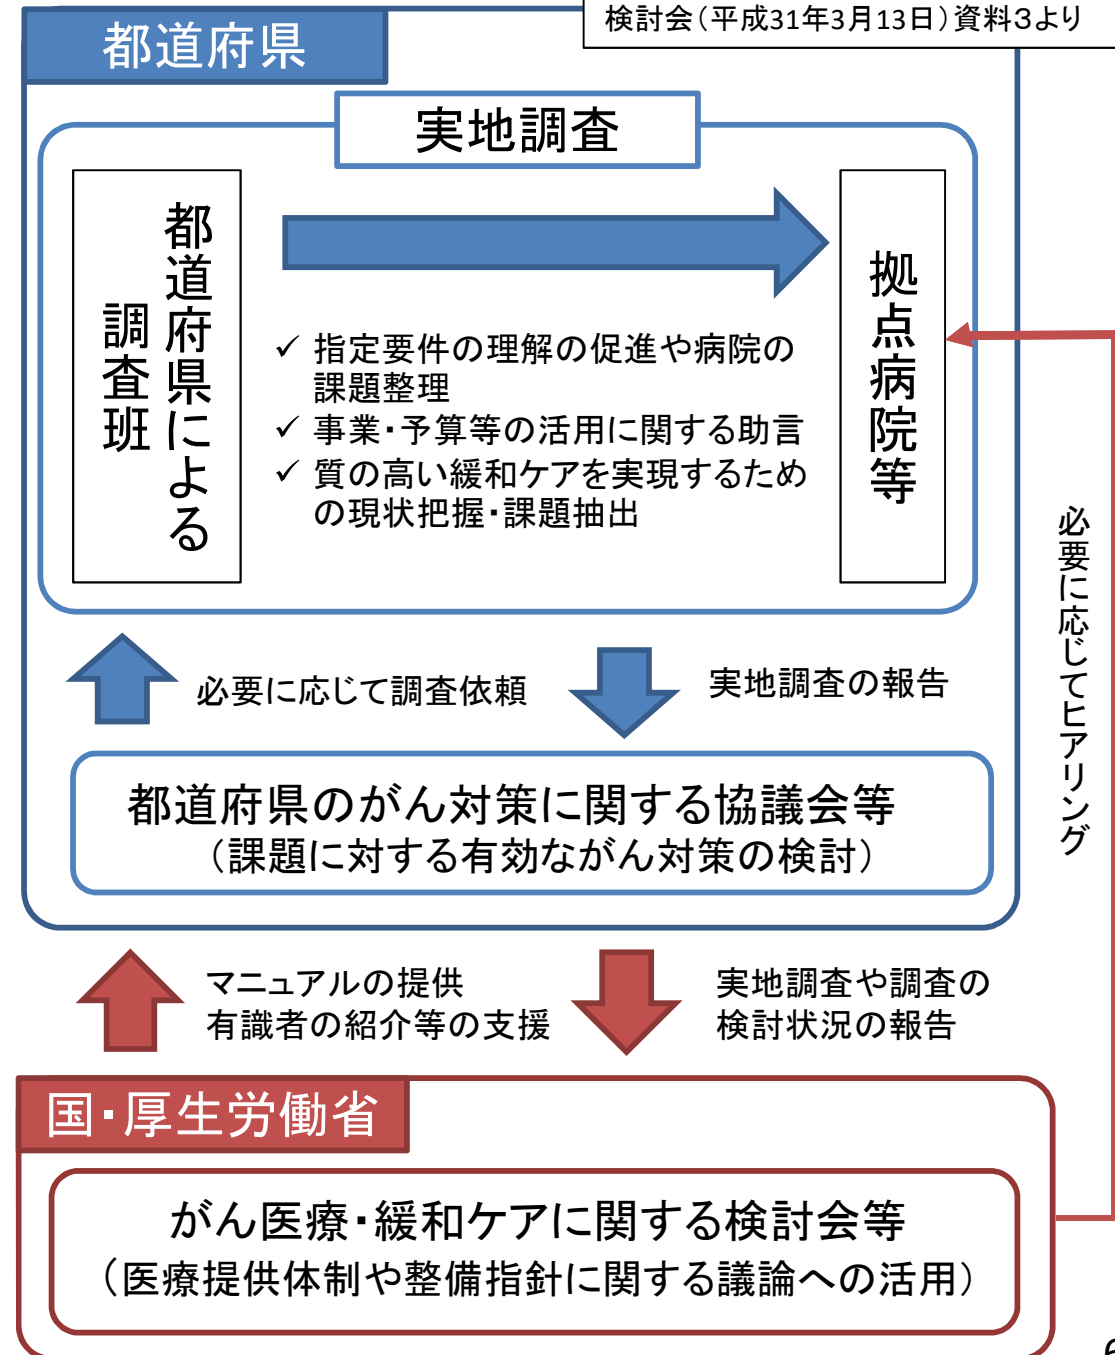 検討会（平成31年3月13日）資料３より
都道府県
実地調査
都道府県による
調査班
拠点病院等
✓ 指定要件の理解の促進や病院の
課題整理
✓ 事業・予算等の活用に関する助言
✓ 質の高い緩和ケアを実現するため
の現状把握・課題抽出
必要に応じてヒアリング
必要に応じて調査依頼
実地調査の報告
都道府県のがん対策に関する協議会等
（課題に対する有効ながん対策の検討）
マニュアルの提供
有識者の紹介等の支援
実地調査や調査の
検討状況の報告
国・厚生労働省
がん医療・緩和ケアに関する検討会等
（医療提供体制や整備指針に関する議論への活用）